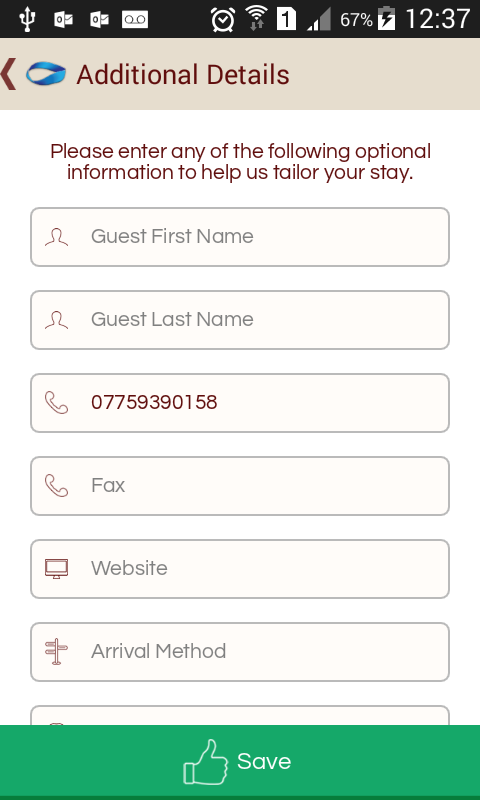 1 67% 12:37
Additional Details
Please enter any of the following optional
information to help us tailor your stay.
Guest First Name
Guest Last Name
07759390158
Fax
Website
Arrival Method
Save